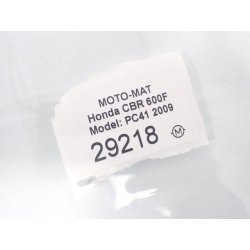 MOTO-MAT
Honda CBR 600F
Model: PC41 2009
29218
M